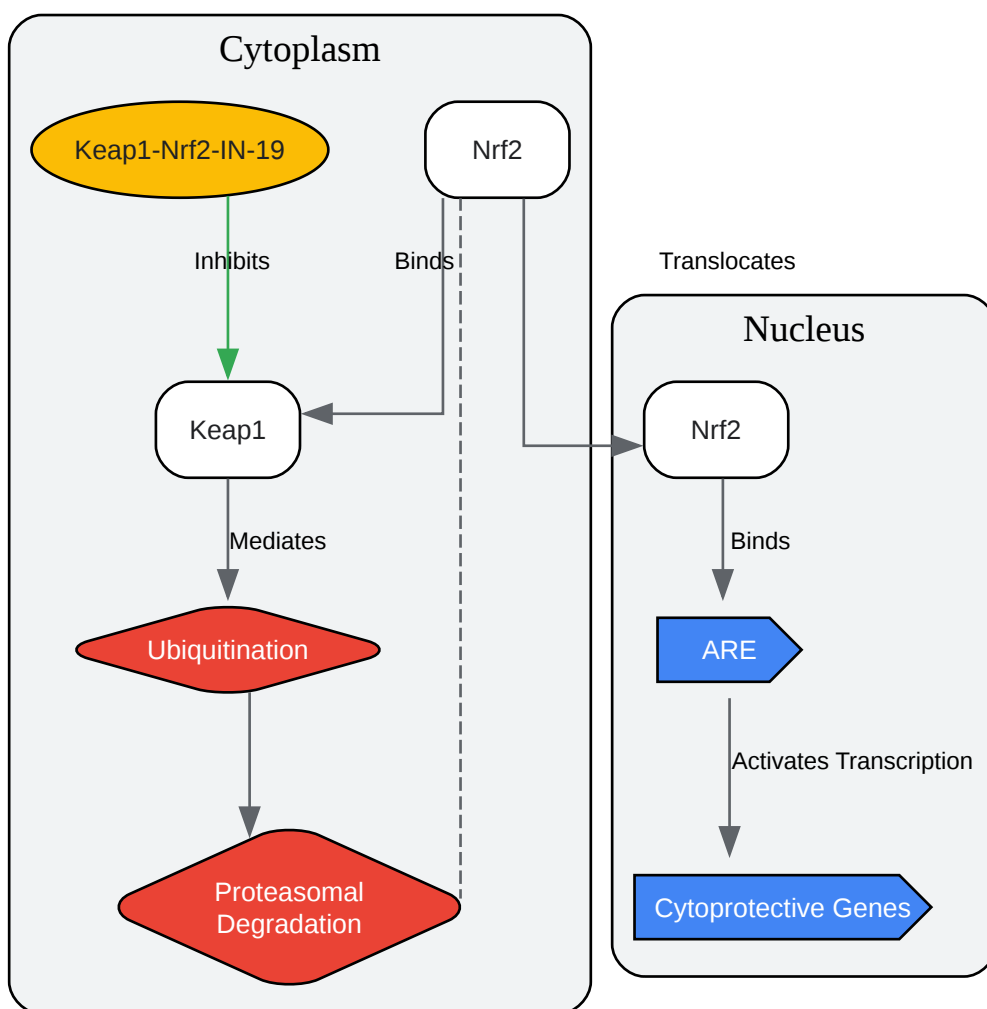 Cytoplasm
Keap1-Nrf2-IN-19
Nrf2
Inhibits
Binds
Translocates
Nucleus
Keap1
Nrf2
Mediates
Binds
Ubiquitination
ARE
Activates Transcription
Proteasomal
Degradation
Cytoprotective Genes